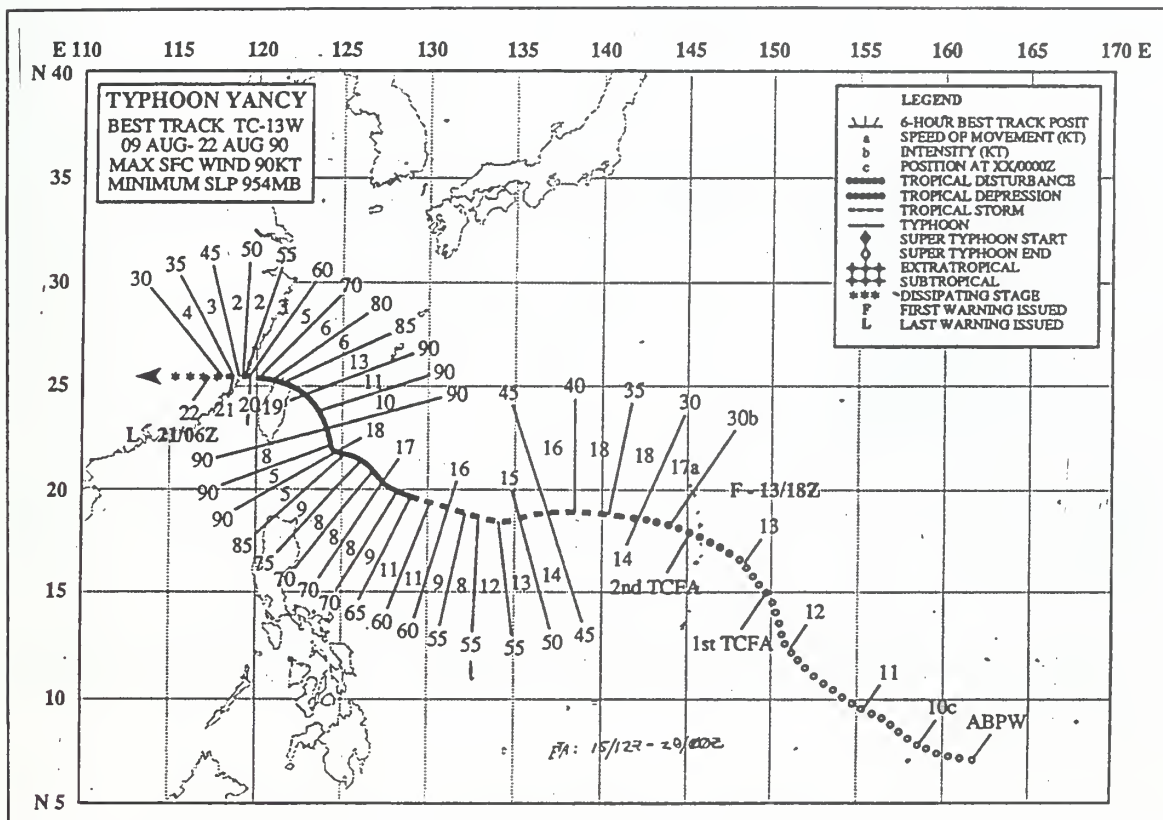 E 110 115 120 125 130 135 140 145 150 155 160 165 170 E
N 40
TYPHOON YANCY
BEST TRACK TC-13W
09 AUG- 22 AUG 90
MAX SFC WIND 90KT
MINIMUM SLP 954MB
LEGEND
6-HOUR BEST TRACK POSIT
a SPEED OF MOVEMENT (KT)
b INTENSITY (KT)
c POSITION AT XX/0000Z
TROPICAL DISTURBANCE
TROPICAL DEPRESSION
TROPICAL STORM
TYPHOON
SUPER TYPHOON START
SUPER TYPHOON END
EXTRATROPICAL
SUBTROPICAL
DISSIPATING STAGE
F FIRST WARNING ISSUED
L LAST WARNING ISSUED
35
30
25
20
15
10
N 5
30 35 45 50 55 60 70 80 85 90 90 90
4 3 2 2 3 5 6 6 13 11 10
22 21 20 19
L - 21/06Z
8 5 5 9 8 8 8 9 11 11 9 8 12 13 14
18 17 16 15
90 90 90 85 75 70 70 70 65 60 60 55 55 55 50 45
45 40 35 30 30b
16 18 18 17a
14
F - 13/18Z
13
2nd TCFA
1st TCFA
12
11
10c
ABPW
ETA: 15/12Z - 20/00Z